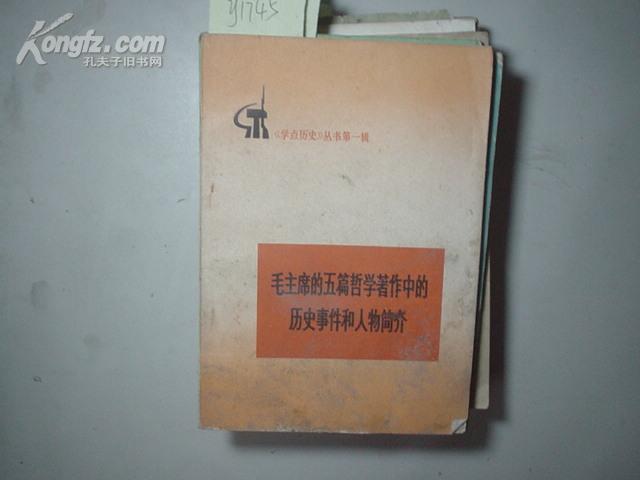 y1745
Kongfz.com
孔夫子旧书网
《学点历史》丛书第一辑
毛主席的五篇哲学著作中的
历史事件和人物简介